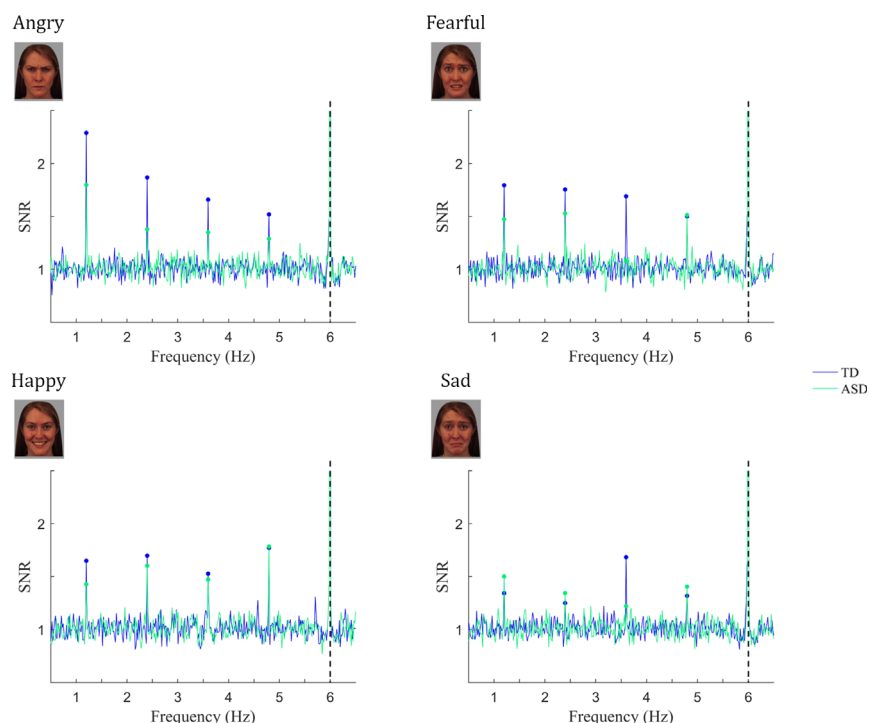 Angry
Fearful
2
1
SNR
1 2 3 4 5 6
Frequency (Hz)
2
1
SNR
1 2 3 4 5 6
Frequency (Hz)
Happy
Sad
TD
ASD
2
1
SNR
1 2 3 4 5 6
Frequency (Hz)
2
1
SNR
1 2 3 4 5 6
Frequency (Hz)